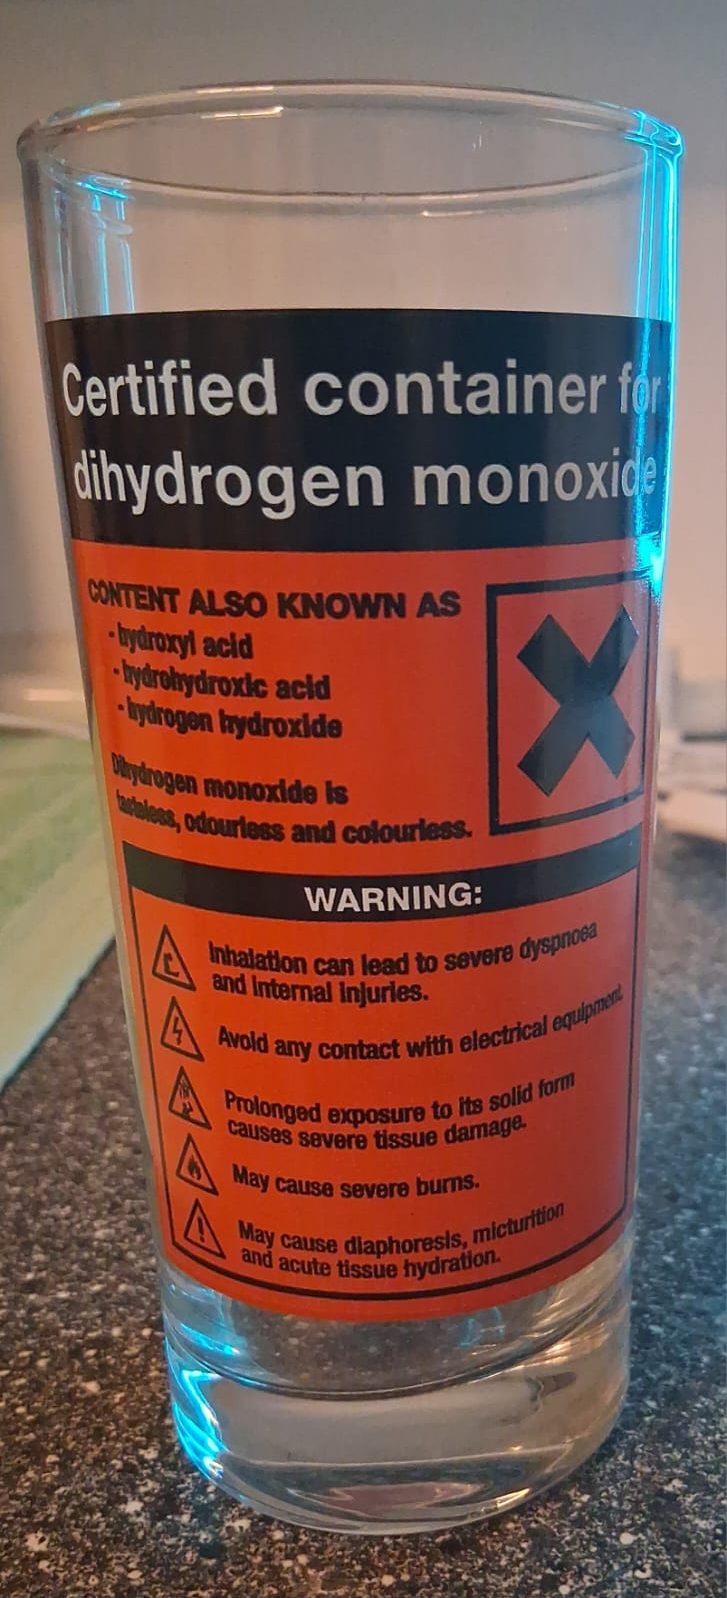 Certified container for
dihydrogen monoxide
CONTENT ALSO KNOWN AS
- hydroxyl acid
- hydrohydroxic acid
- hydrogen hydroxide
Dihydrogen monoxide is
tasteless, odourless and colourless.
WARNING:
Inhalation can lead to severe dyspnoea
and internal injuries.
Avoid any contact with electrical equipment.
Prolonged exposure to its solid form
causes severe tissue damage.
May cause severe burns.
May cause diaphoresis, micturition
and acute tissue hydration.